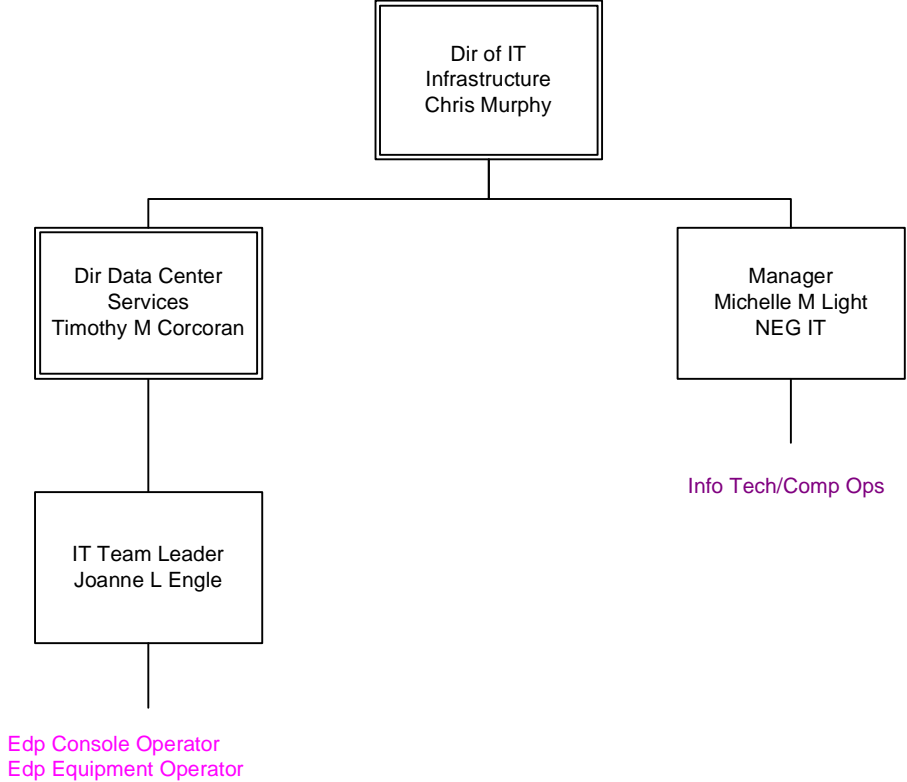 Dir of IT
Infrastructure
Chris Murphy
Dir Data Center
Services
Timothy M Corcoran
Manager
Michelle M Light
NEG IT
Info Tech/Comp Ops
IT Team Leader
Joanne L Engle
Edp Console Operator
Edp Equipment Operator